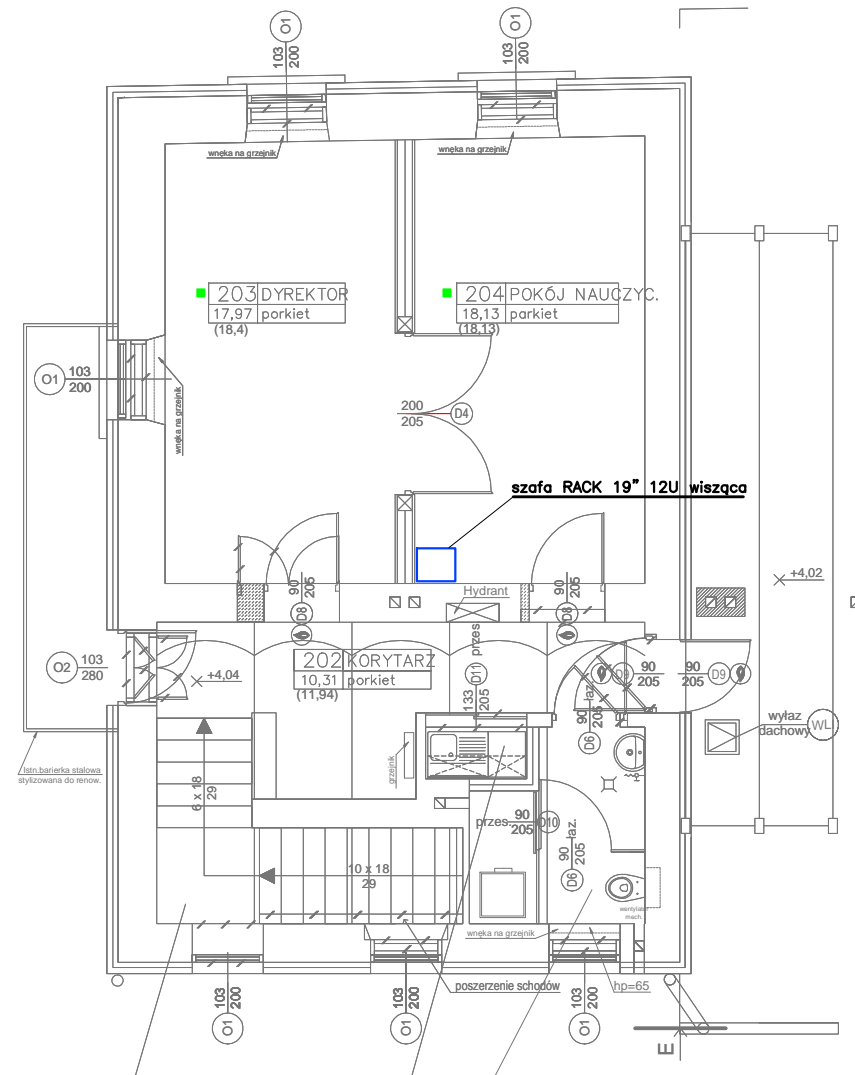 O1
103
200
O1
103
200
wnęka na grzejnik
wnęka na grzejnik
203 DYREKTOR
17,97 parkiet
(18,4)
204 POKÓJ NAUCZYC.
18,13 parkiet
(18,13)
O1
103
200
wnęka na grzejnik
200
205
D4
szafa RACK 19” 12U wisząca
90
205
D8
Hydrant
90
205
D8
+4,02
O2
103
280
+4,04
202 KORYTARZ
10,31 parkiet
(11,94)
133
205
D11
przes
D9
90
205
90
205
D9
90
205
łaz.
D6
wyłaz
dachowy
WL
Istn.barierka stalowa
stylizowana do renow.
6 x 18
29
grzejnik
przes
90
205
D10
90
205
łaz.
D6
10 x 18
29
wentylator
mech.
wnęka na grzejnik
poszerzenie schodów
hp=65
103
200
O1
103
200
O1
103
200
O1
E